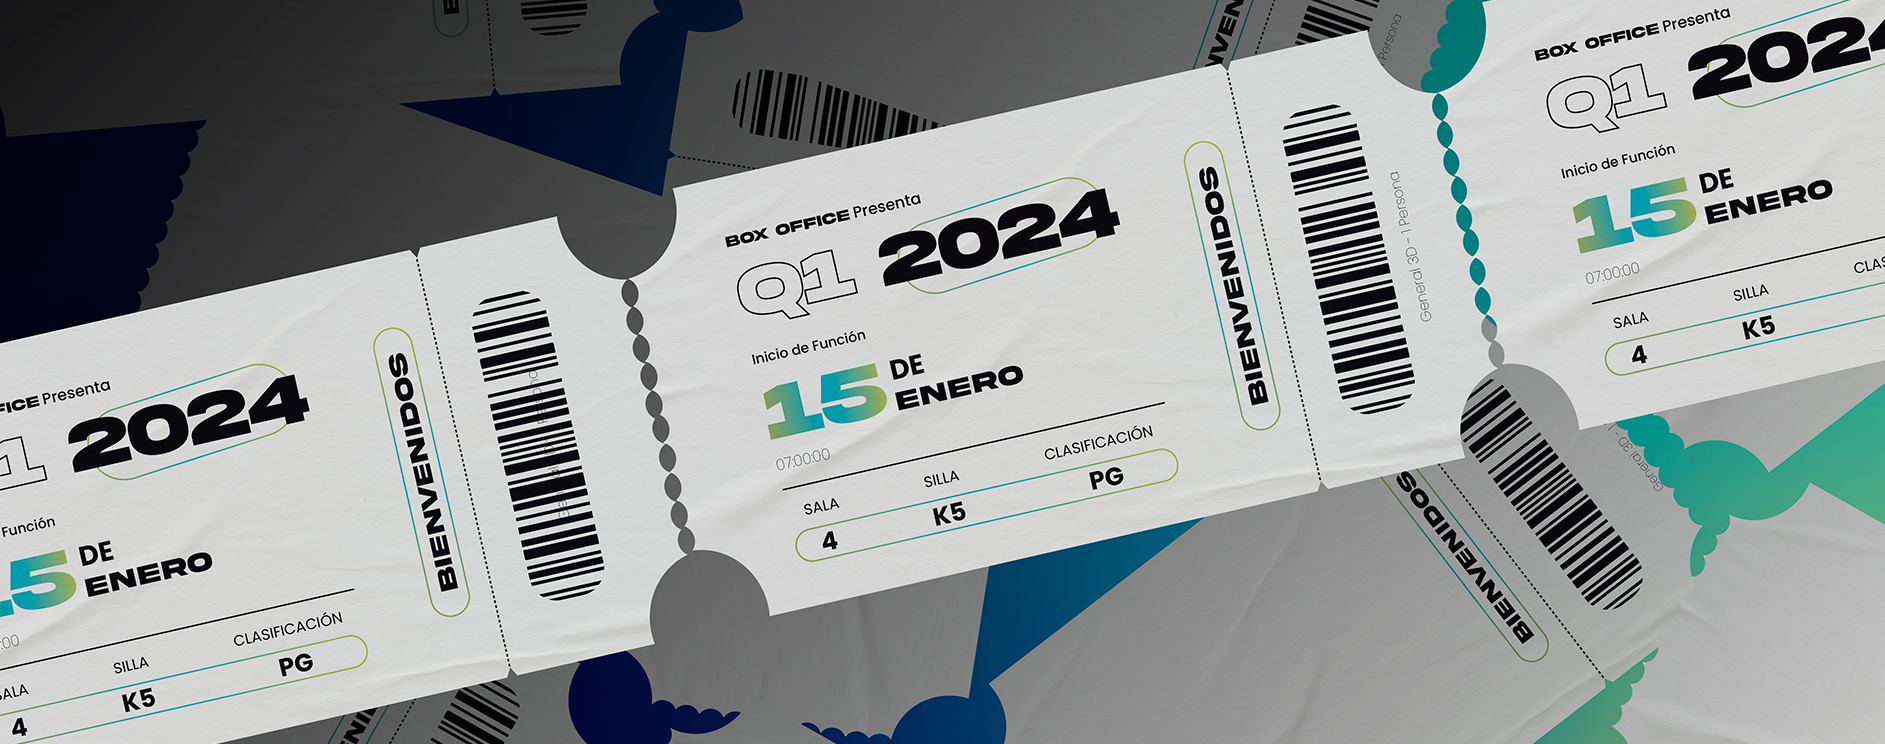 FICE Presenta
1 2024
Función
15 DE
ENERO
:00
SALA SILLA CLASIFICACIÓN
4 K5 PG
BIENVENIDOS
BOX OFFICE Presenta
Q1 2024
Inicio de Función
15 DE
ENERO
07:00:00
SALA SILLA CLASIFICACIÓN
4 K5 PG
BIENVENIDOS
General 3D - 1 Persona
BOX OFFICE Presenta
Q1 2024
Inicio de Función
15 DE
ENERO
07:00:00
SALA SILLA CLAS
4 K5
Persona
BIENVENIDOS
General 3D - 1